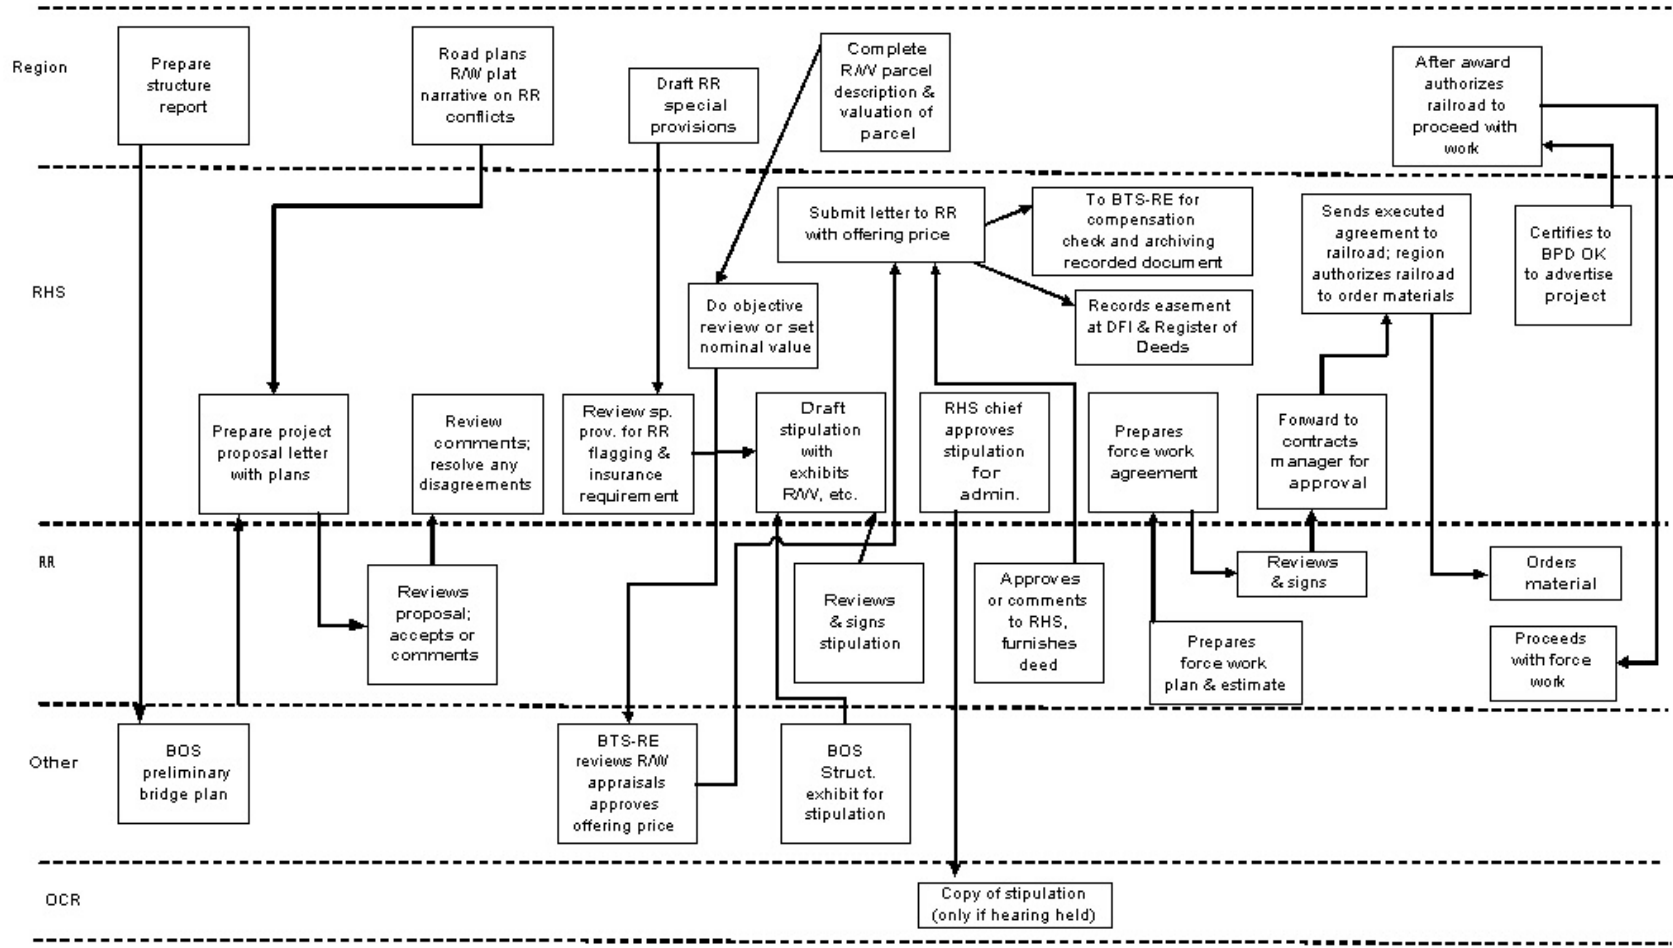 Region
Prepare
structure
report
Road plans
R/W plat
narrative on RR
conflicts
Draft RR
special
provisions
Complete
R/W parcel
description &
valuation of
parcel
After award
authorizes
railroad to
proceed with
work
RHS
Submit letter to RR
with offering price
To BTS-RE for
compensation
check and archiving
recorded document
Records easement
at DFI & Register of
Deeds
Sends executed
agreement to
railroad; region
authorizes railroad
to order materials
Certifies to
BPD OK
to advertise
project
Do objective
review or set
nominal value
Prepare project
proposal letter
with plans
Review
comments;
resolve any
disagreements
Review sp.
prov. for RR
flagging &
insurance
requirement
Draft
stipulation
with
exhibits
R/W, etc.
RHS chief
approves
stipulation
for
admin.
Prepares
force work
agreement
Forward to
contracts
manager for
approval
RR
Reviews
proposal;
accepts or
comments
Reviews
& signs
stipulation
Approves
or comments
to RHS,
furnishes
deed
Reviews
& signs
Prepares
force work
plan & estimate
Orders
material
Proceeds
with force
work
Other
BOS
preliminary
bridge plan
BTS-RE
reviews R/W
appraisals
approves
offering price
BOS
Struct.
exhibit for
stipulation
OCR
Copy of stipulation
(only if hearing held)